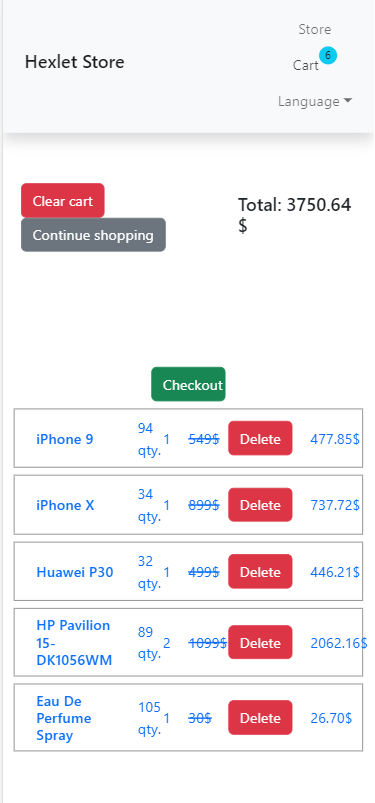 Store
Hexlet Store
Cart 6
Language
Clear cart
Continue shopping
Total: 3750.64
$
Checkout
iPhone 9
94
qty.
1
549$
Delete
477.85$
iPhone X
34
qty.
1
899$
Delete
737.72$
Huawei P30
32
qty.
1
499$
Delete
446.21$
HP Pavilion
15-
DK1056WM
89
qty.
2
1099$
Delete
2062.16$
Eau De
Perfume
Spray
105
qty.
1
30$
Delete
26.70$